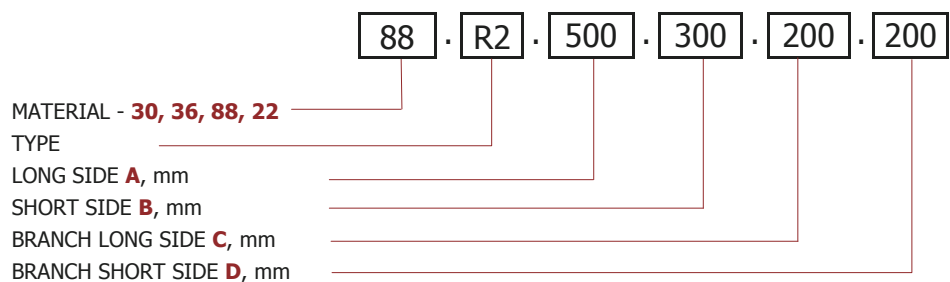 88 . R2 . 500 . 300 . 200 . 200
MATERIAL - 30, 36, 88, 22
TYPE
LONG SIDE A, mm
SHORT SIDE B, mm
BRANCH LONG SIDE C, mm
BRANCH SHORT SIDE D, mm